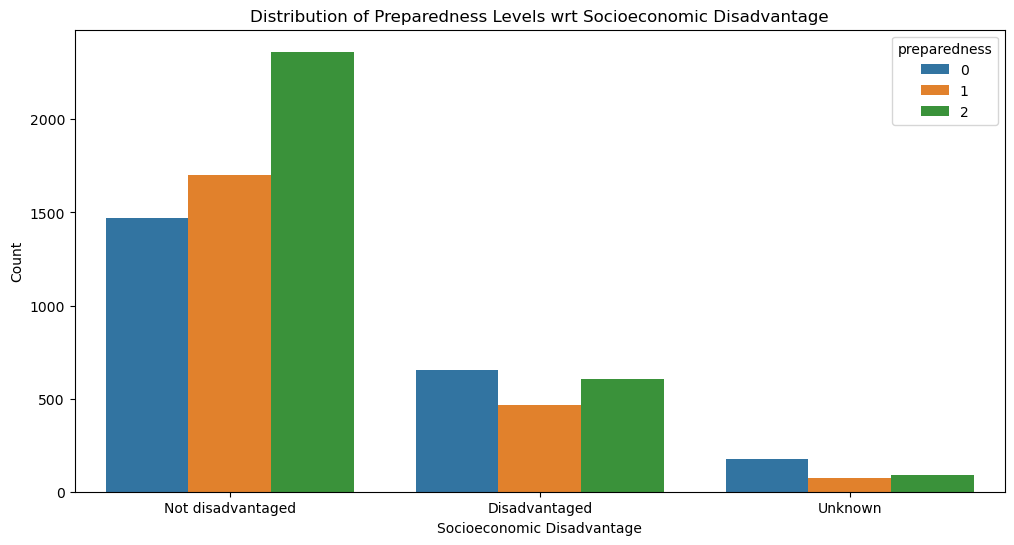 Distribution of Preparedness Levels wrt Socioeconomic Disadvantage
preparedness
0
1
2
2000
1500
1000
500
0
Count
Not disadvantaged
Disadvantaged
Unknown
Socioeconomic Disadvantage